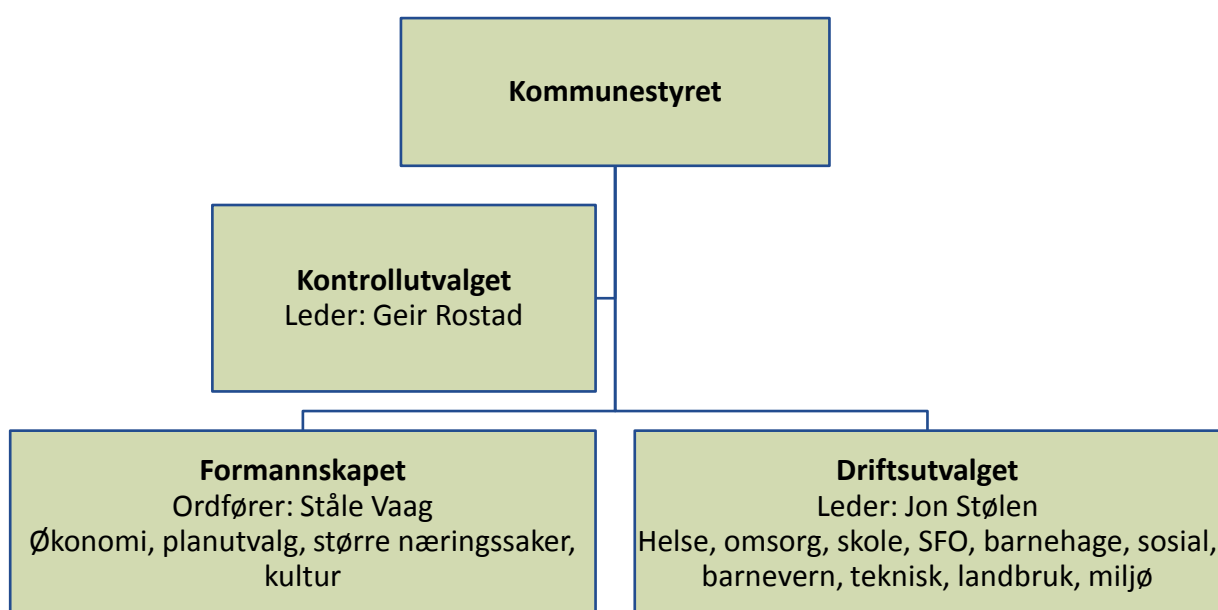 Kommunestyret
Kontrollutvalget
Leder: Geir Rostad
Formannskapet
Ordfører: Ståle Vaag
Økonomi, planutvalg, større næringssaker,
kultur
Driftsutvalget
Leder: Jon Stølen
Helse, omsorg, skole, SFO, barnehage, sosial,
barnevern, teknisk, landbruk, miljø